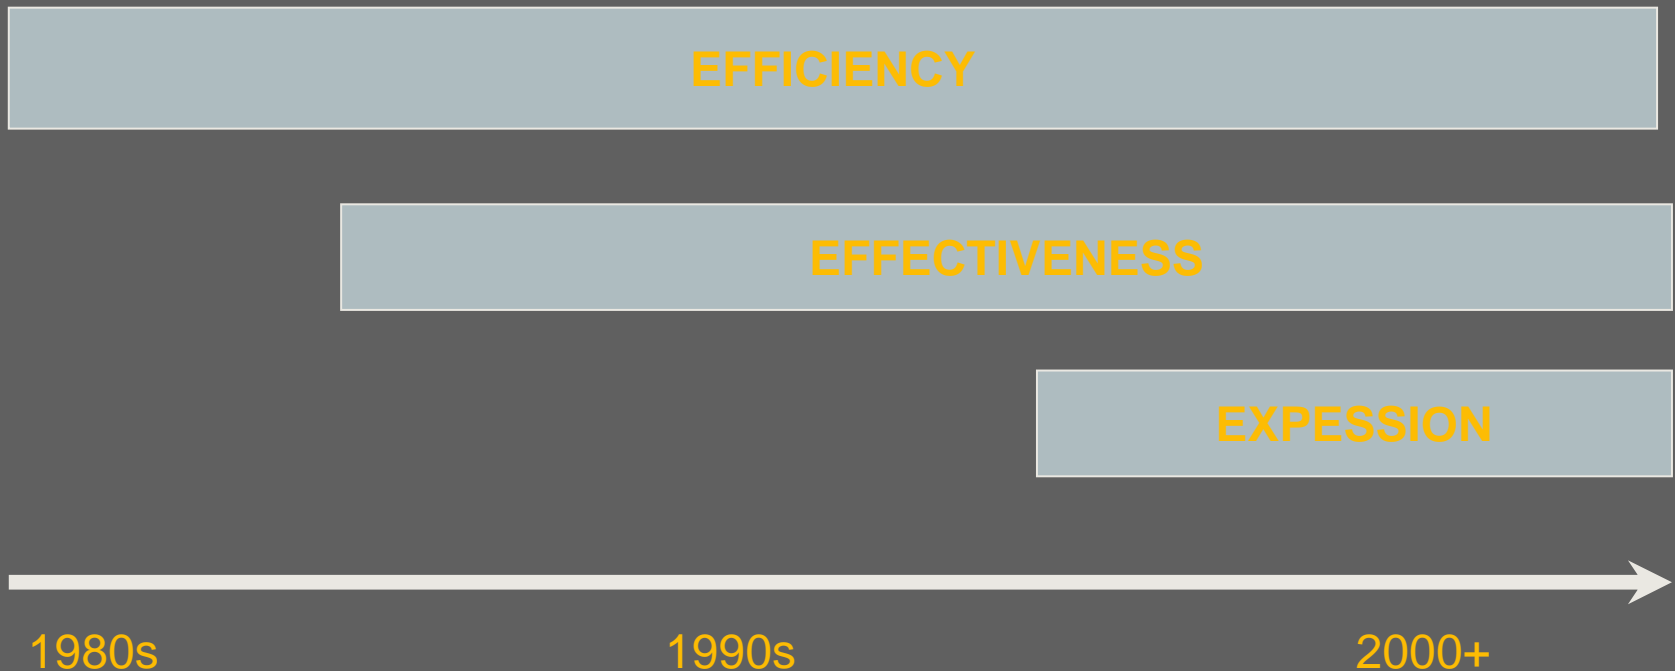 EFFICIENCY
EFFECTIVENESS
EXPESSION
1980s 1990s 2000+